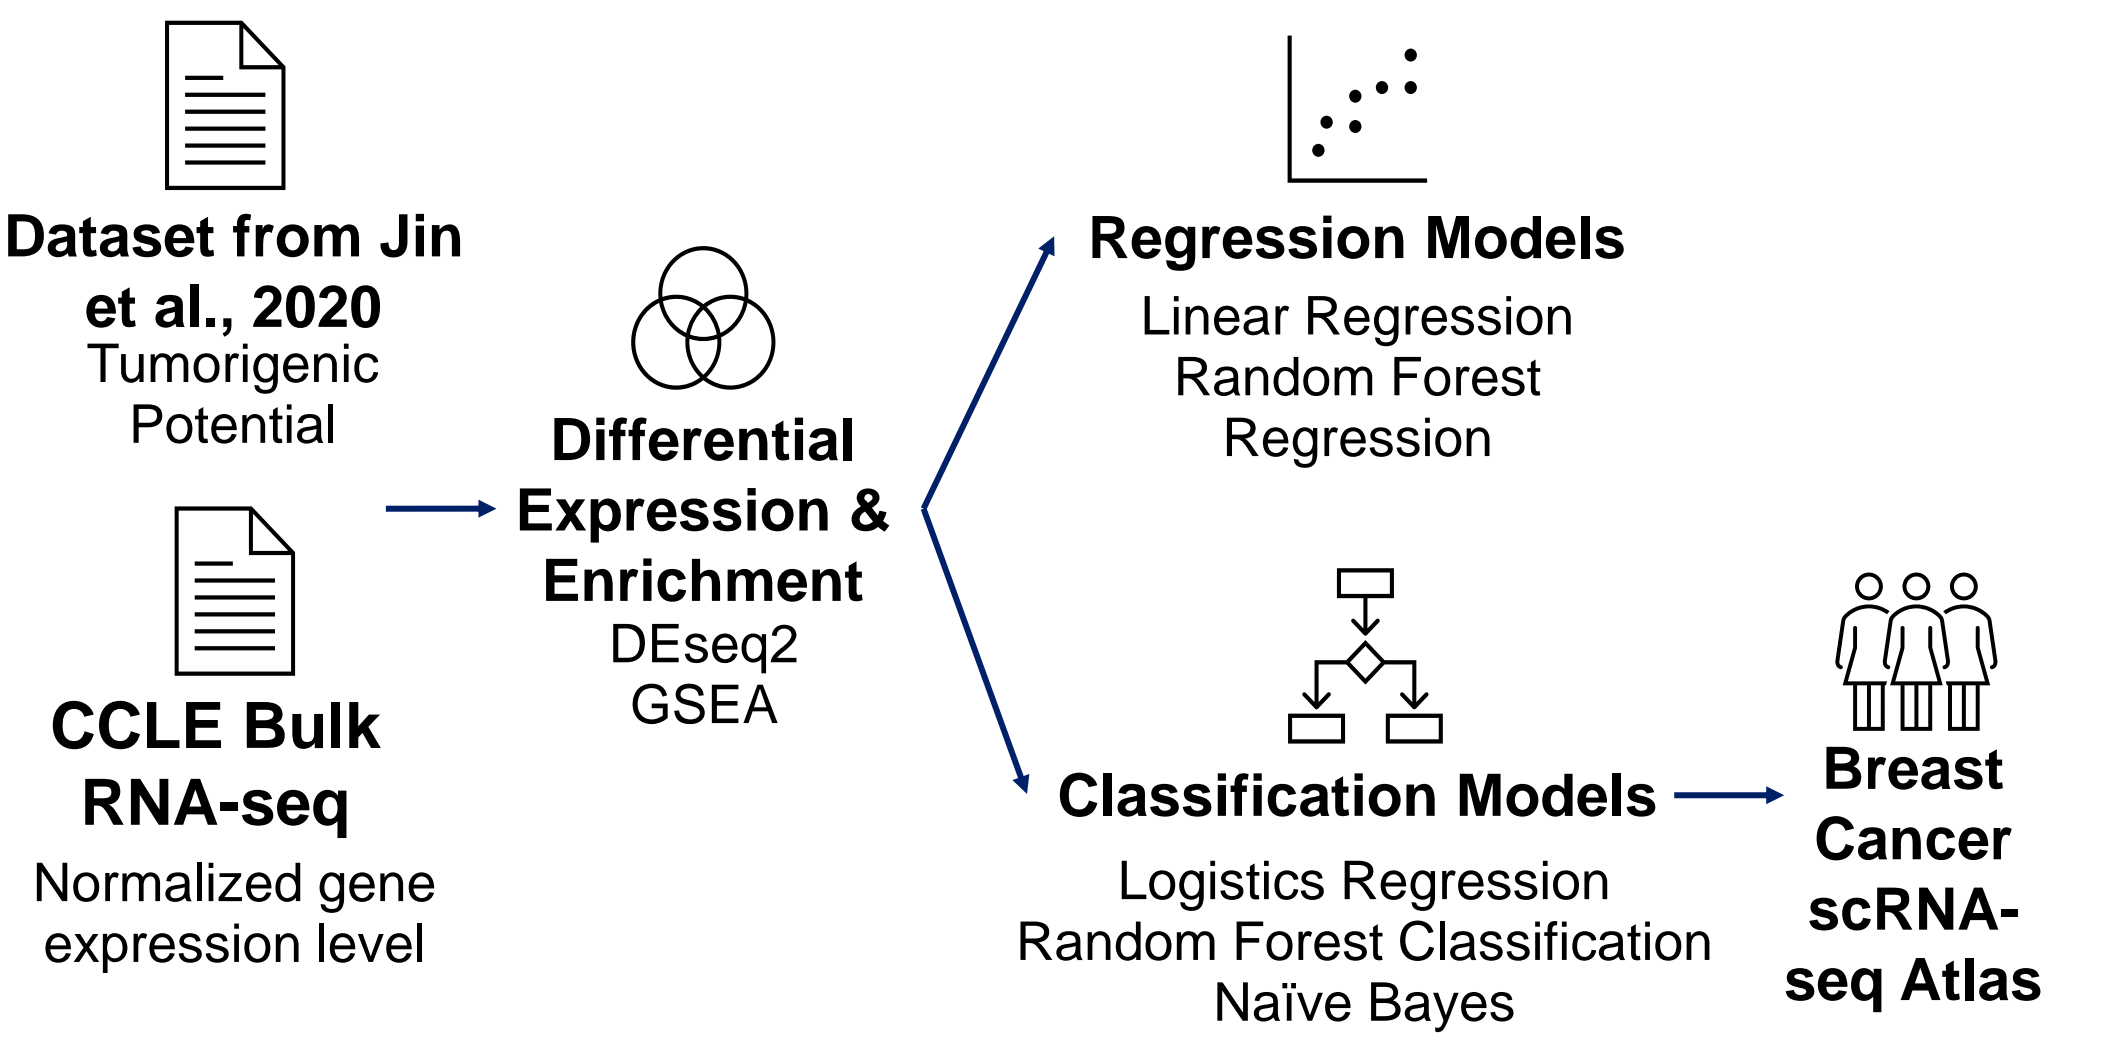 Dataset from Jin
et al., 2020
Tumorigenic
Potential
CCLE Bulk
RNA-seq
Normalized gene
expression level
Differential
Expression &
Enrichment
DEseq2
GSEA
Regression Models
Linear Regression
Random Forest
Regression
Classification Models
Logistics Regression
Random Forest Classification
Naïve Bayes
Breast
Cancer
scRNA-
seq Atlas